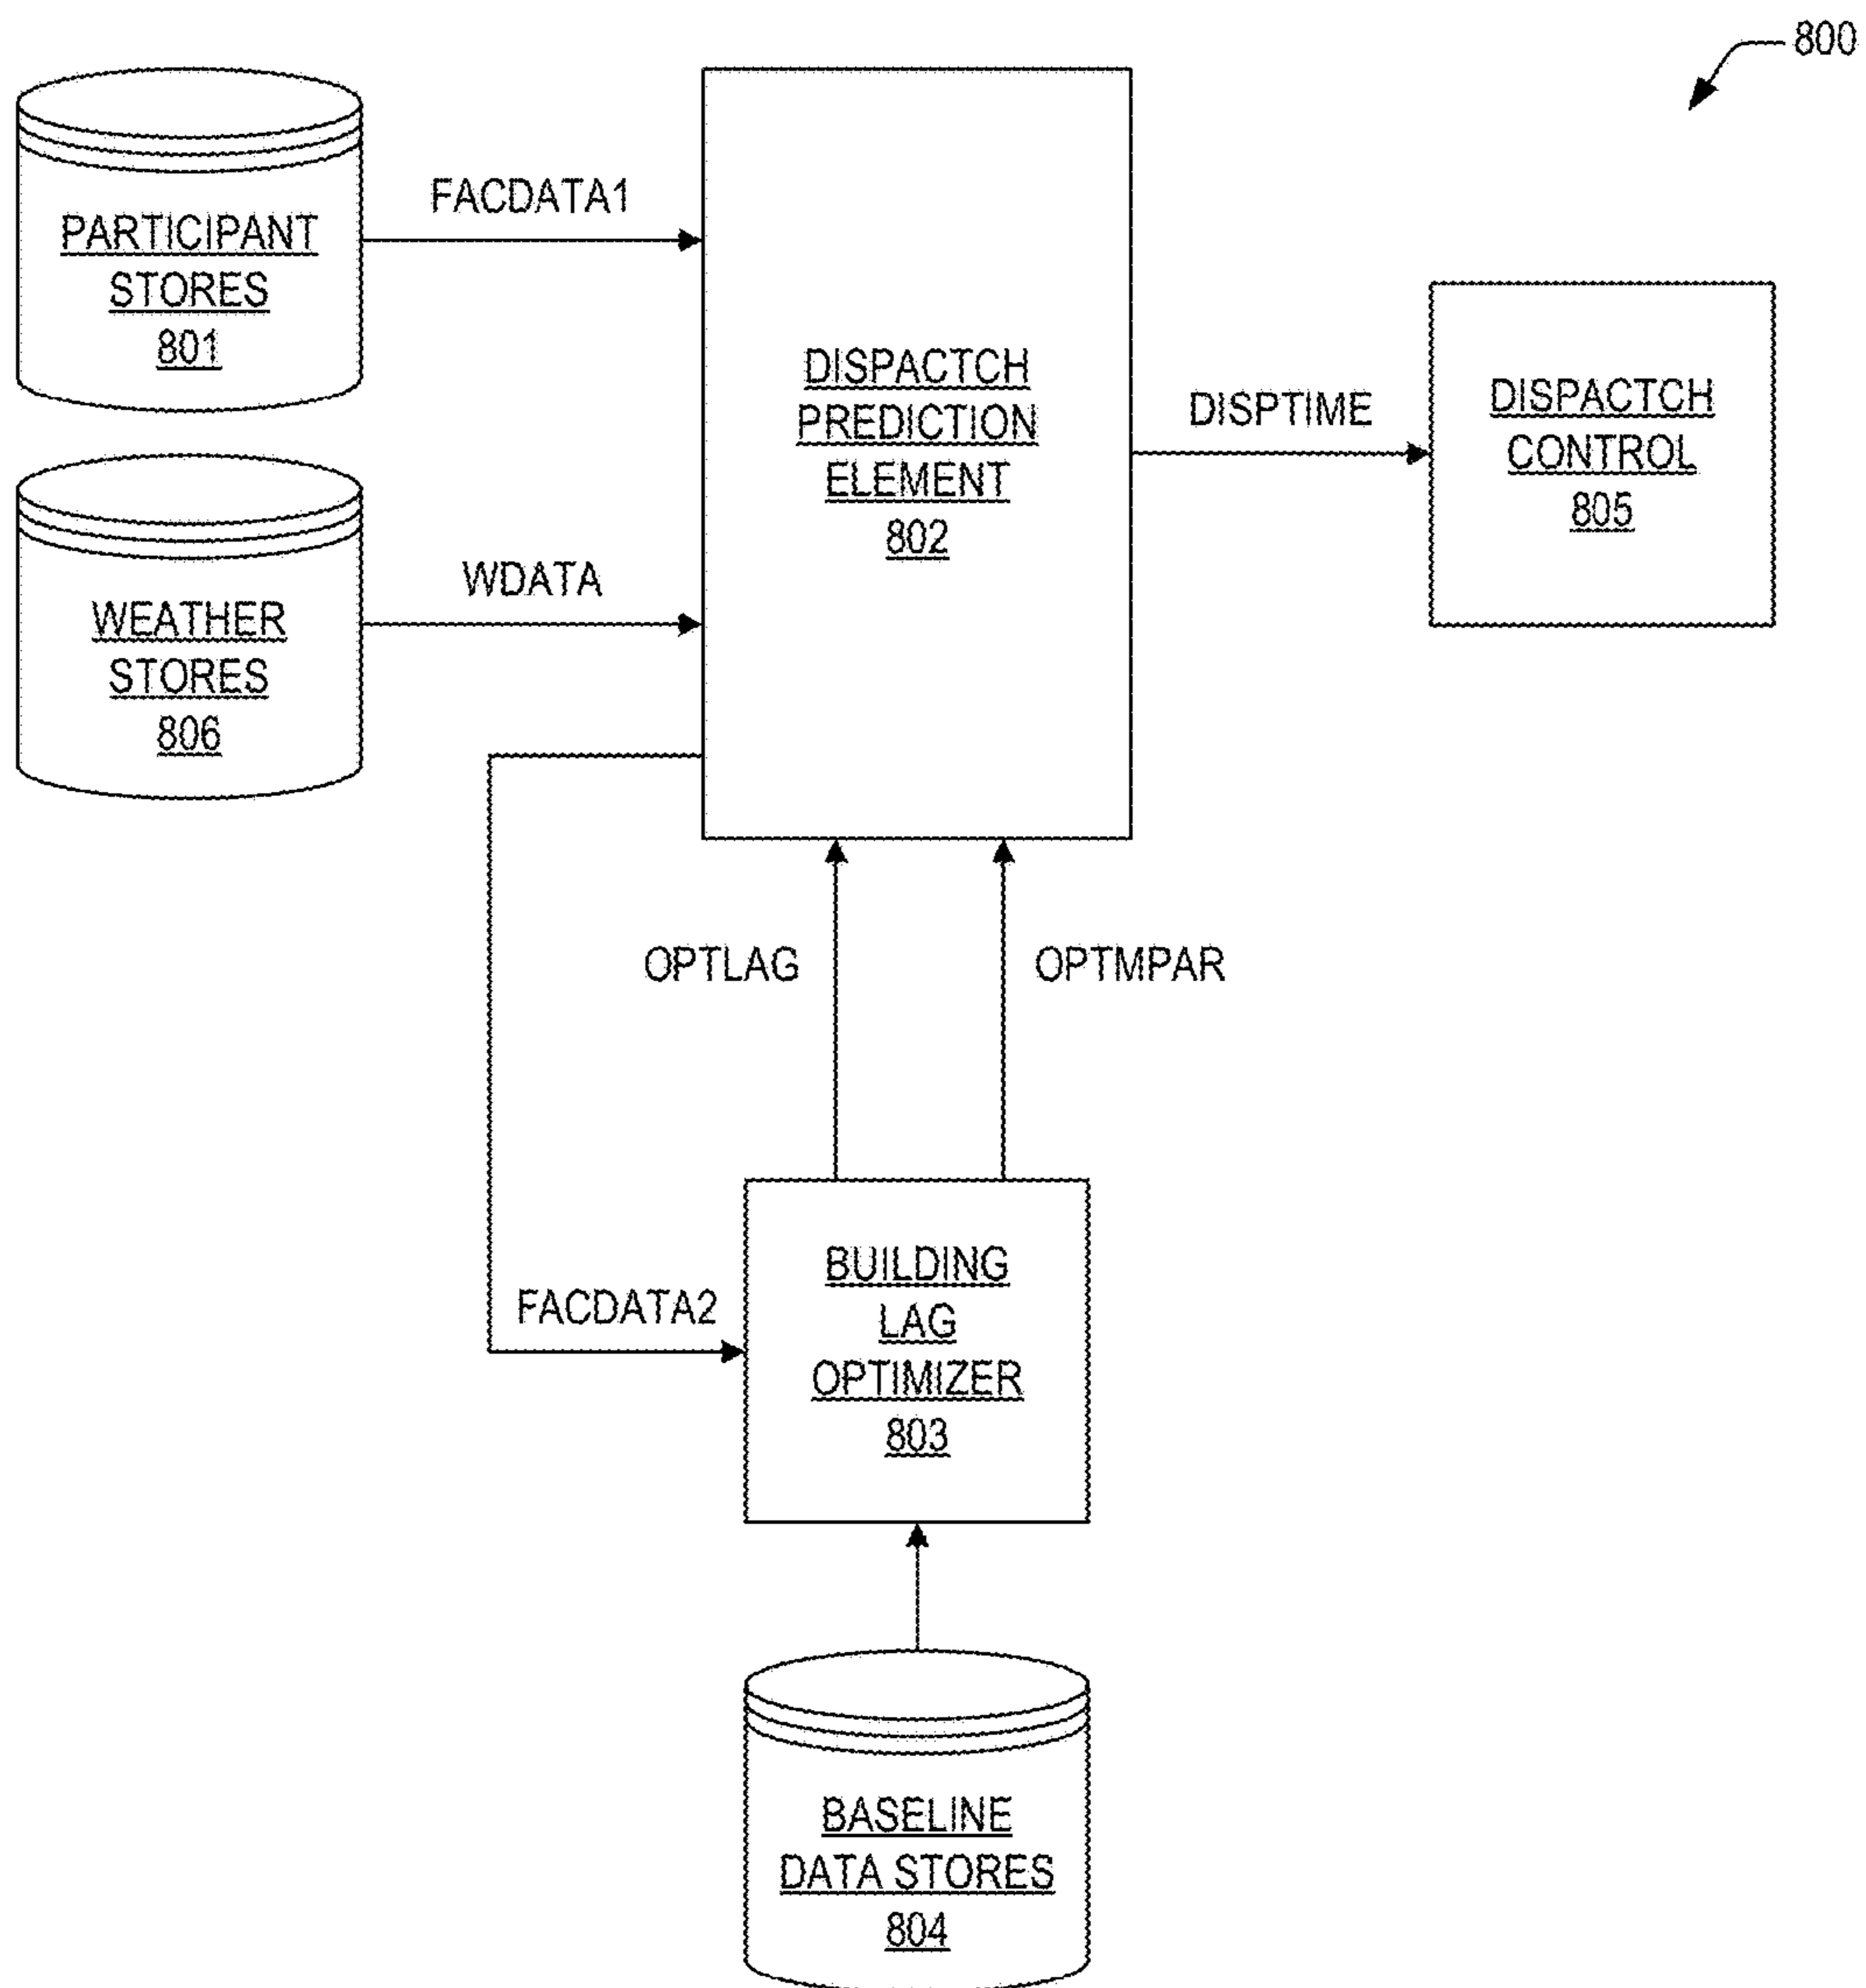 800
PARTICIPANT
STORES
801
FACDATA1
DISPACTCH
PREDICTION
ELEMENT
802
DISPTIME
DISPACTCH
CONTROL
805
WEATHER
STORES
806
WDATA
OPTLAG
OPTMPAR
FACDATA2
BUILDING
LAG
OPTIMIZER
803
BASELINE
DATA STORES
804